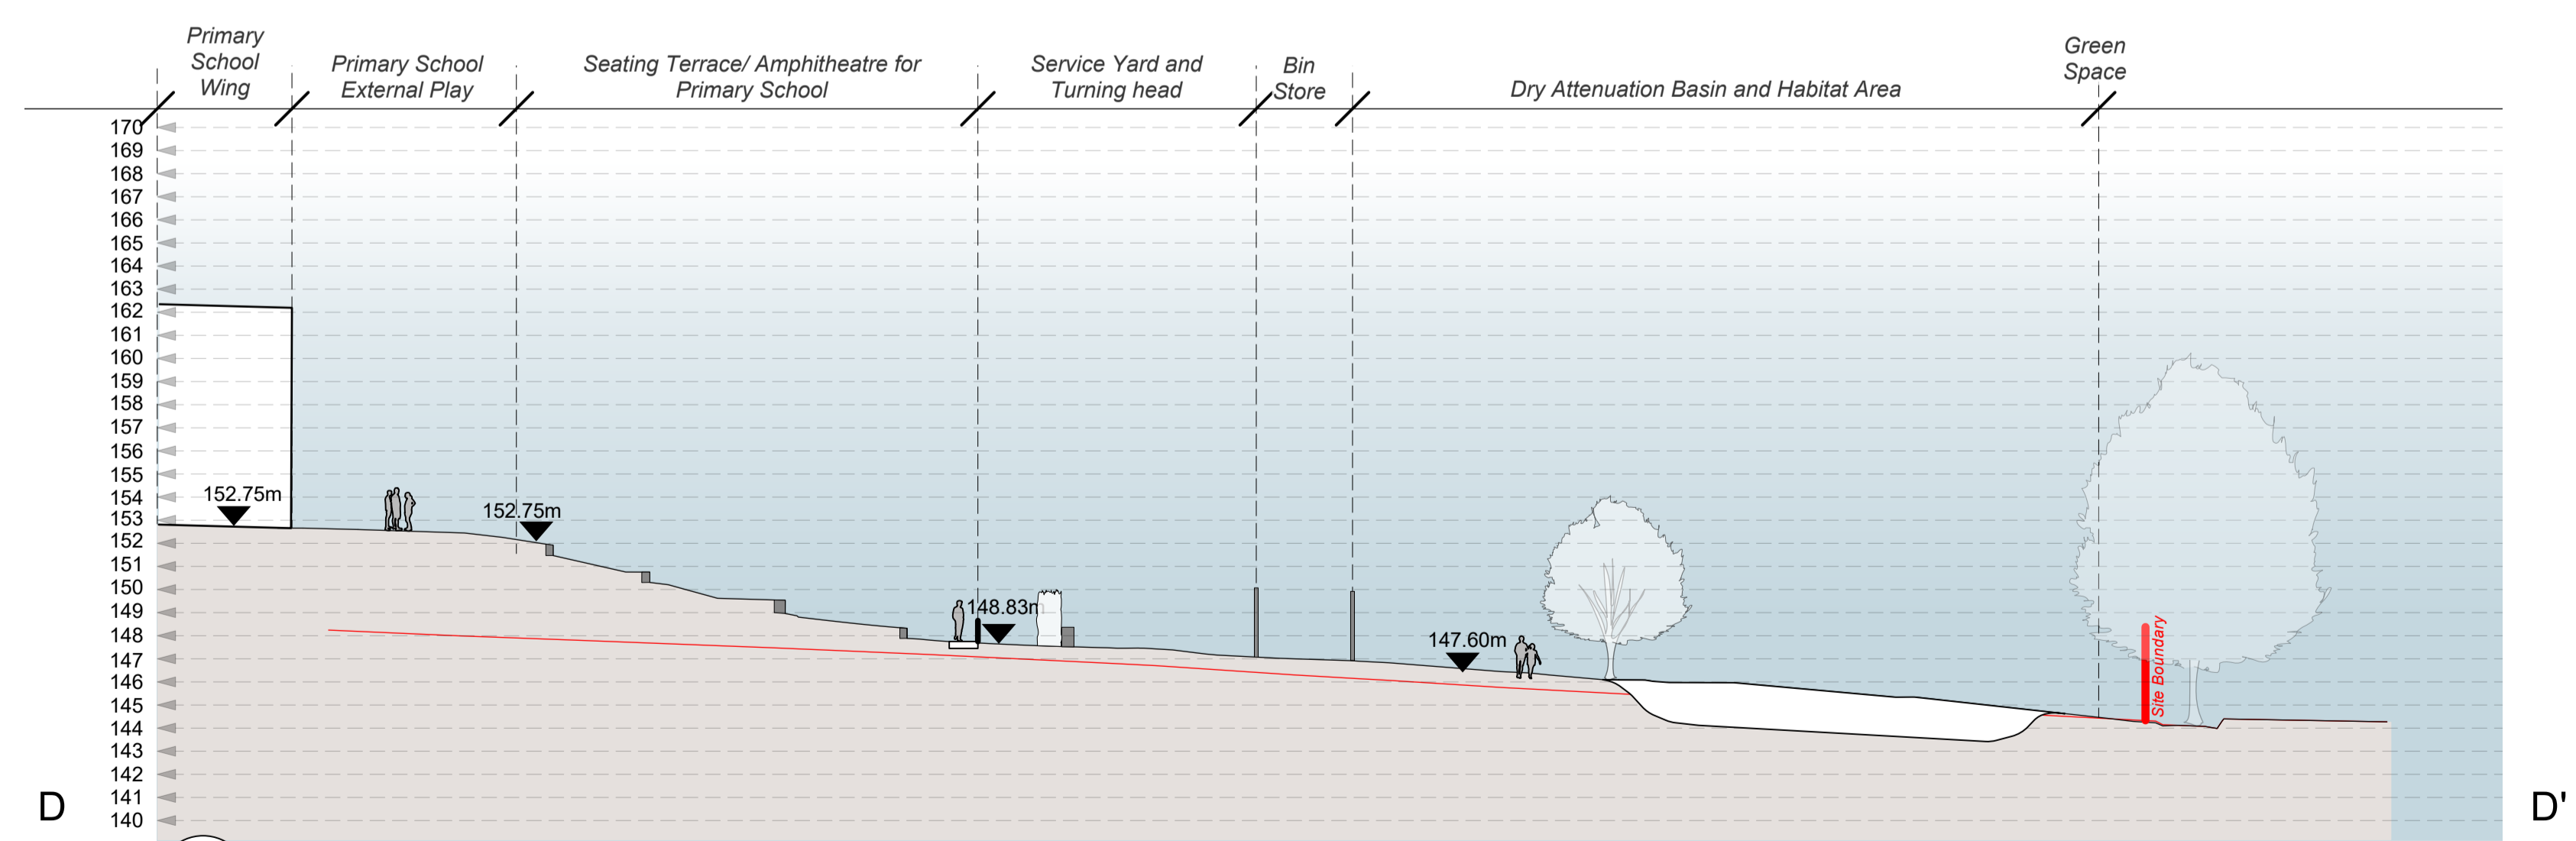 Primary
School
Wing
Primary School
External Play
Seating Terrace/ Amphitheatre for
Primary School
Service Yard and
Turning head
Bin
Store
Dry Attenuation Basin and Habitat Area
Green
Space
170
169
168
167
166
165
164
163
162
161
160
159
158
157
156
155
154
153
152
151
150
149
148
147
146
145
144
143
142
141
140
152.75m
152.75m
148.83m
147.60m
Site Boundary
D
D'